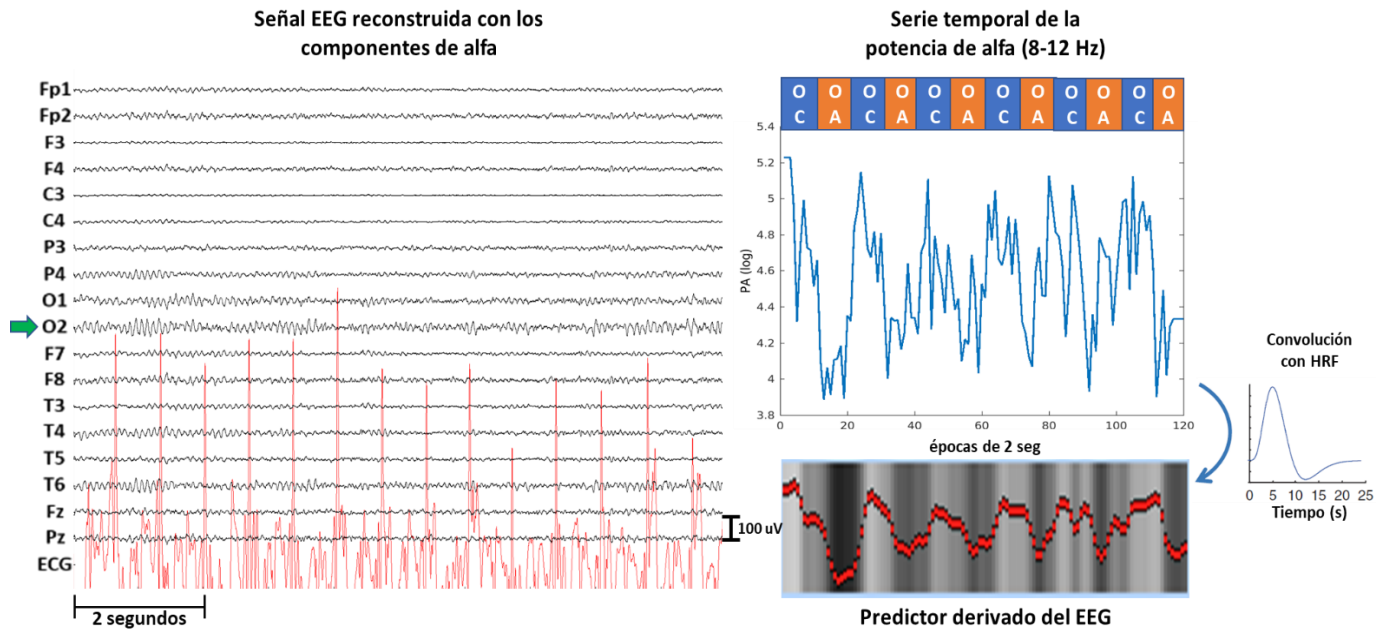 Señal EEG reconstruida con los
componentes de alfa
Fp1
Fp2
F3
F4
C3
C4
P3
P4
O1
O2
F7
F8
T3
T4
T5
T6
Fz
Pz
ECG
100 uV
2 segundos
Serie temporal de la
potencia de alfa (8-12 Hz)
O O O O O O O O O O O O
C A C A C A C A C A C A
5.4
5.2
5
4.8
4.6
4.4
4.2
4
3.8
PA (log)
0 20 40 60 80 100 120
épocas de 2 seg
Predictor derivado del EEG
Convolución
con HRF
0 5 10 15 20 25
Tiempo (s)